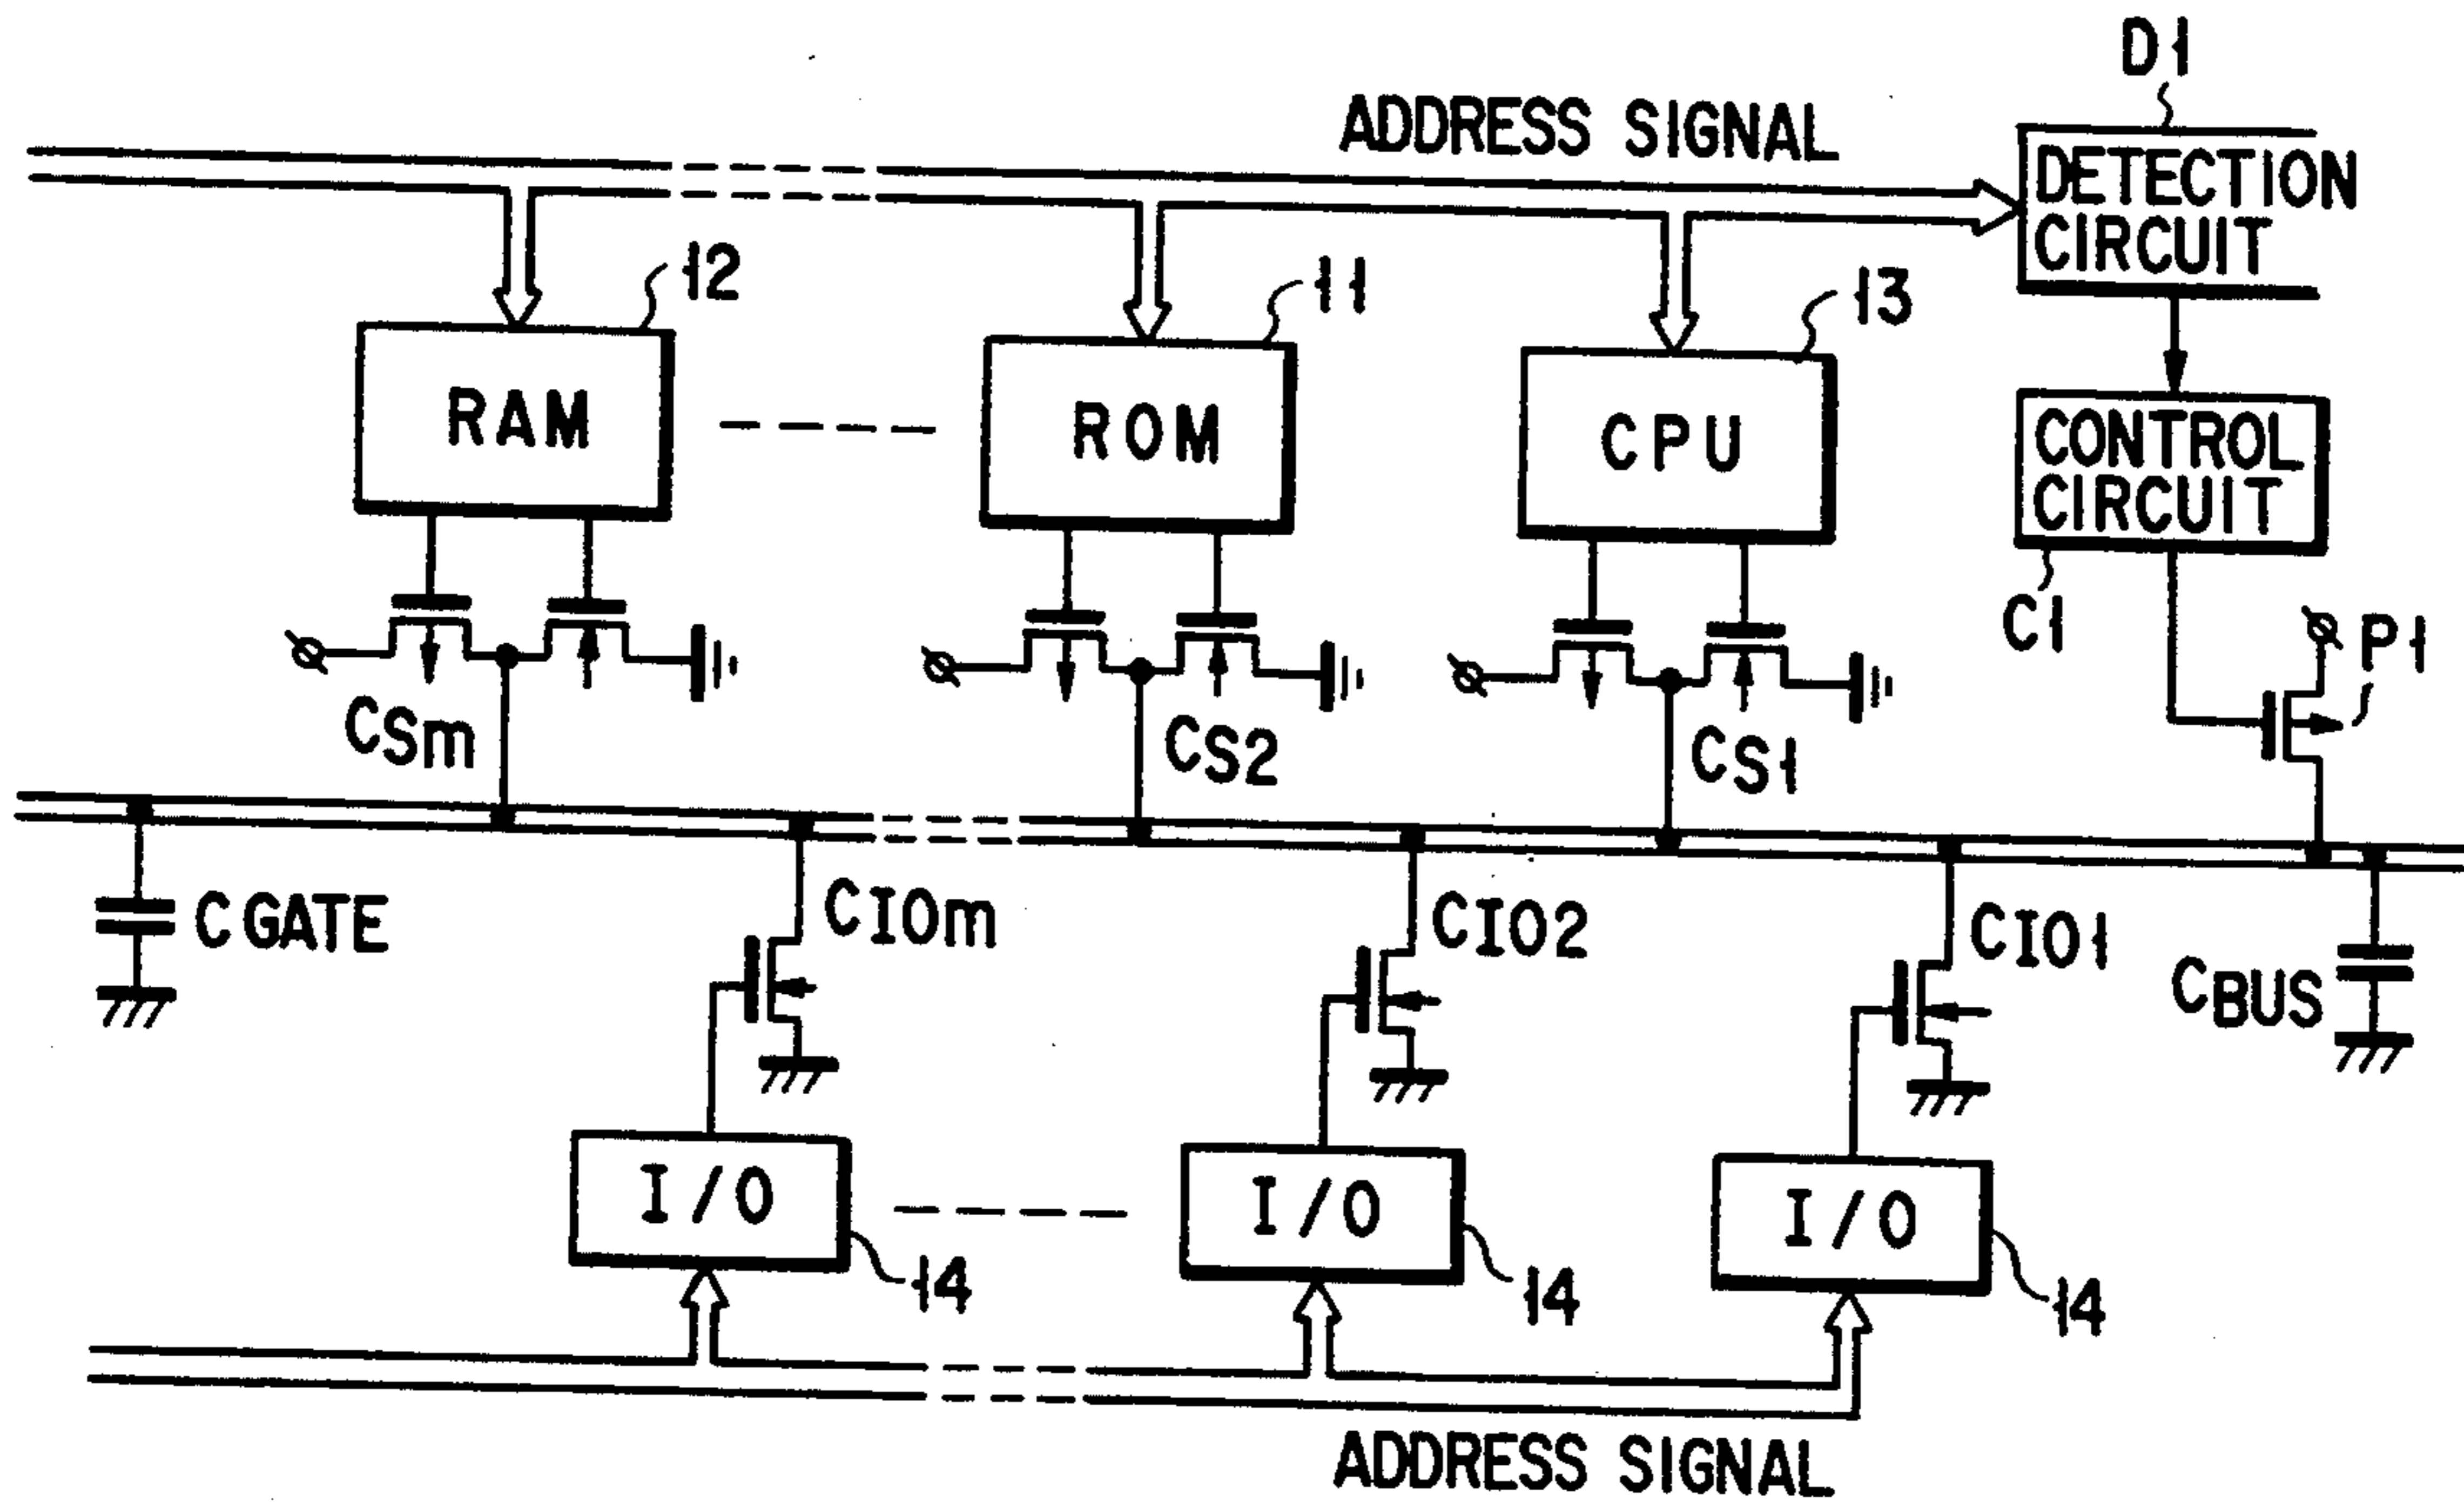 D1
ADDRESS SIGNAL
DETECTION
CIRCUIT
12
11
13
RAM
ROM
CPU
CONTROL
CIRCUIT
C1
P1
CSm
CS2
CS1
CGATE
CIOm
CIO2
CIO1
CBUS
I/O
I/O
I/O
14
14
14
ADDRESS SIGNAL